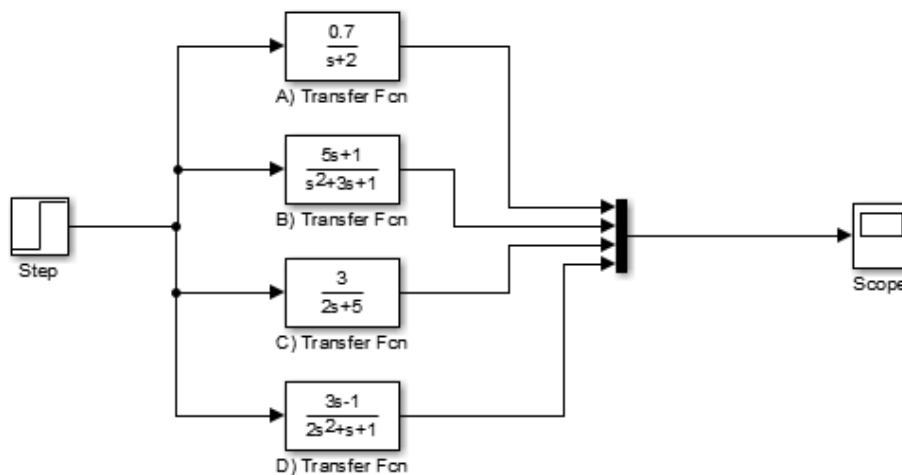 0.7
s+2
A) Transfer Fcn
5s+1
s²+3s+1
B) Transfer Fcn
Step
3
2s+5
C) Transfer Fcn
Scope
3s-1
2s²+s+1
D) Transfer Fcn